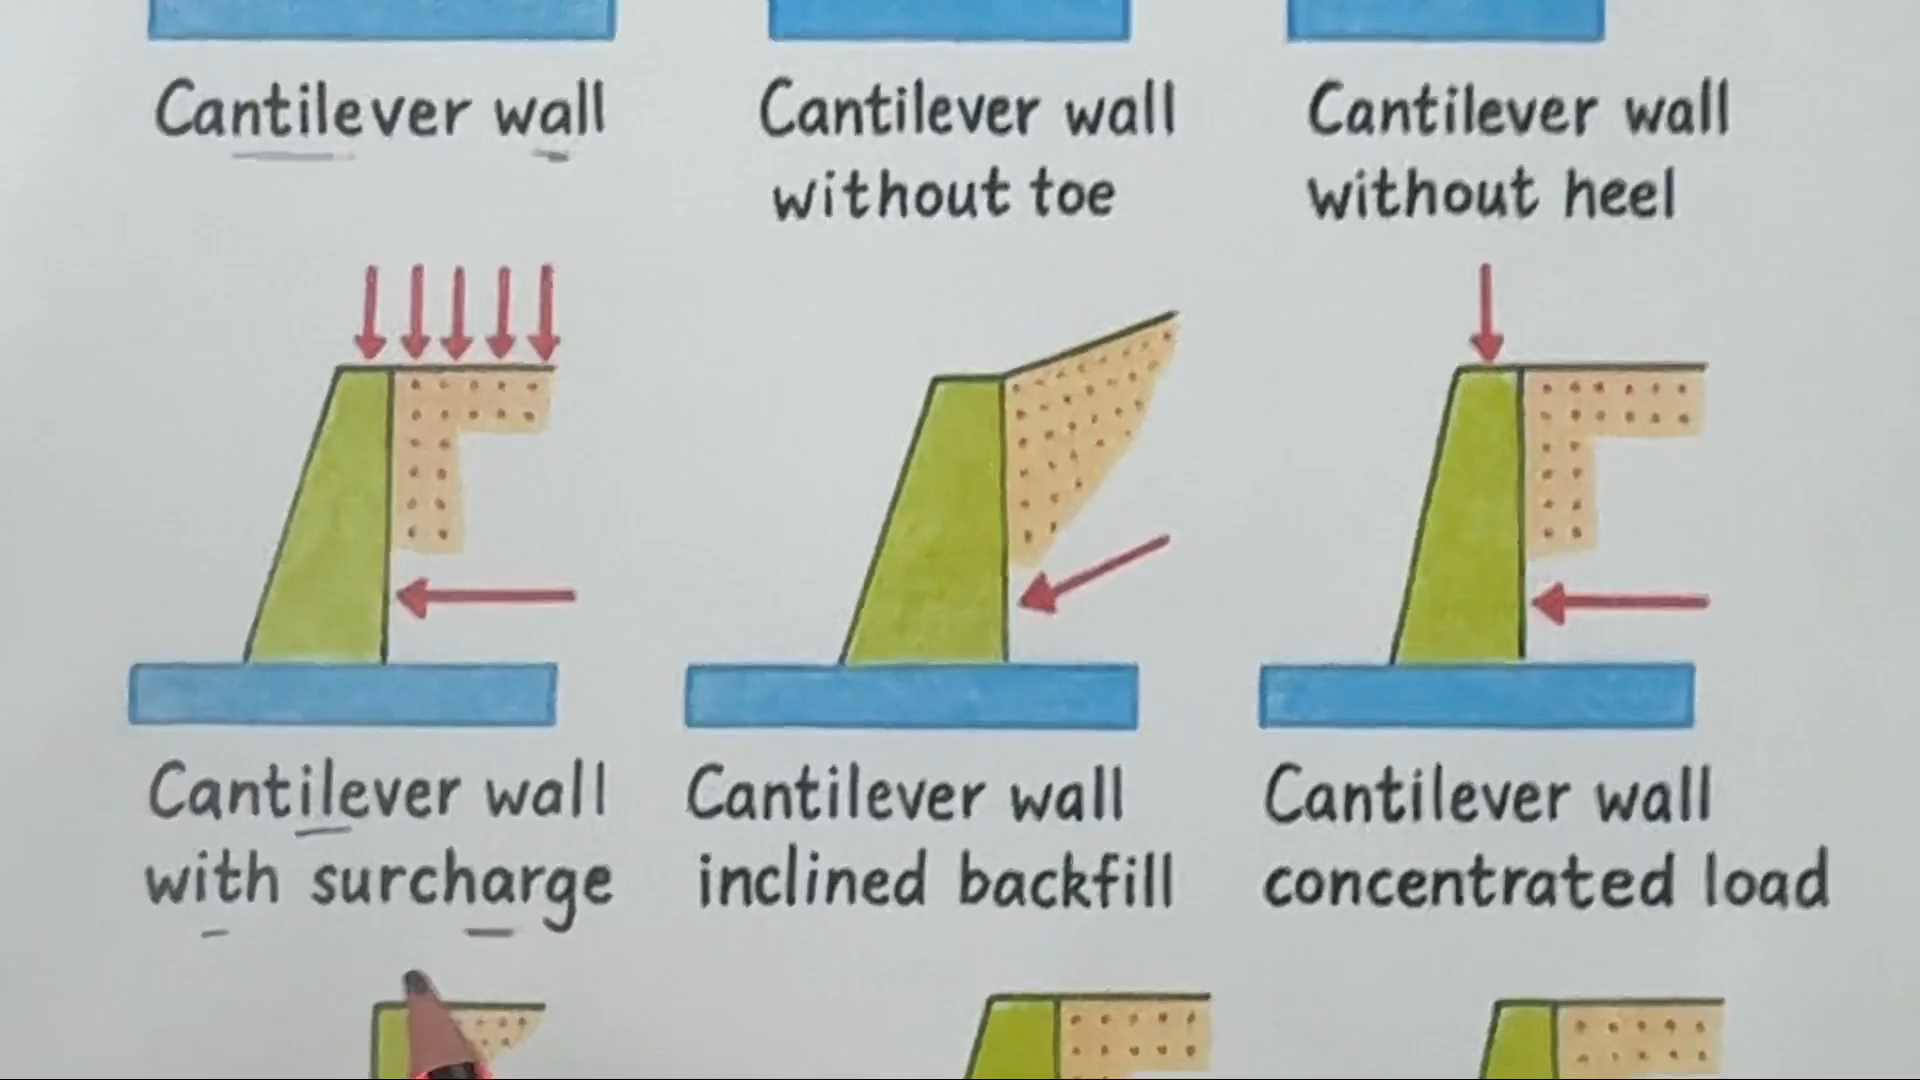 Cantilever wall
Cantilever wall
without toe
Cantilever wall
without heel
Cantilever wall
with surcharge
Cantilever wall
inclined backfill
Cantilever wall
concentrated load